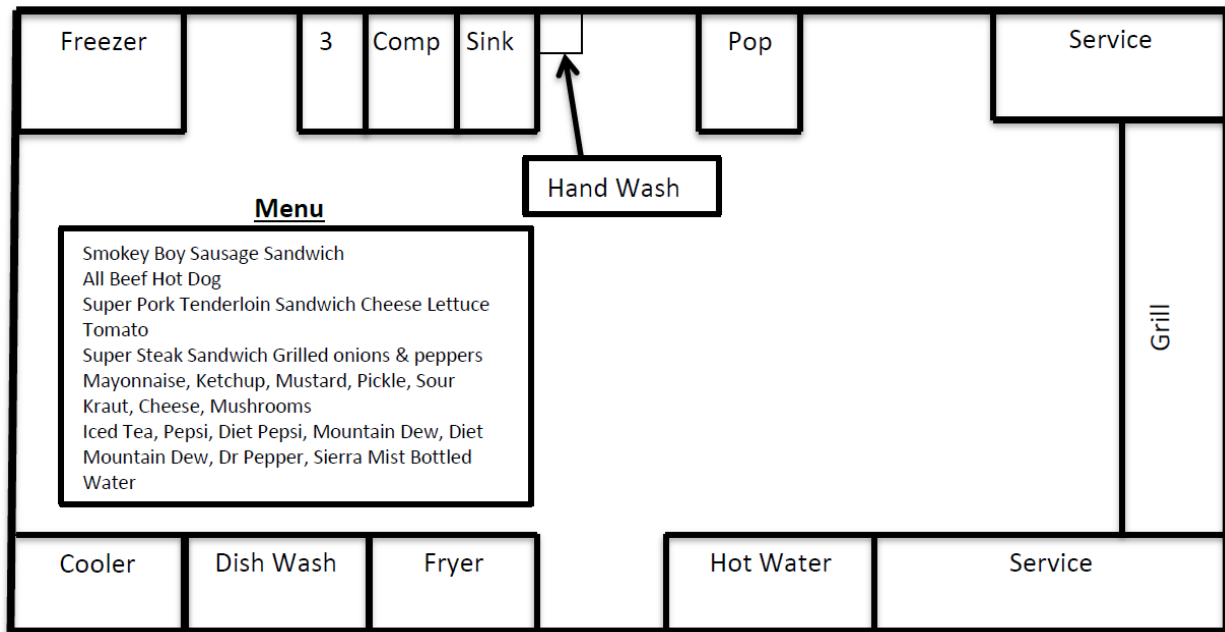 Freezer
3 Comp Sink
Pop
Service
Hand Wash
Menu
Smokey Boy Sausage Sandwich
All Beef Hot Dog
Super Pork Tenderloin Sandwich Cheese Lettuce
Tomato
Super Steak Sandwich Grilled onions & peppers
Mayonnaise, Ketchup, Mustard, Pickle, Sour
Kraut, Cheese, Mushrooms
Iced Tea, Pepsi, Diet Pepsi, Mountain Dew, Diet
Mountain Dew, Dr Pepper, Sierra Mist Bottled
Water
Grill
Cooler
Dish Wash
Fryer
Hot Water
Service